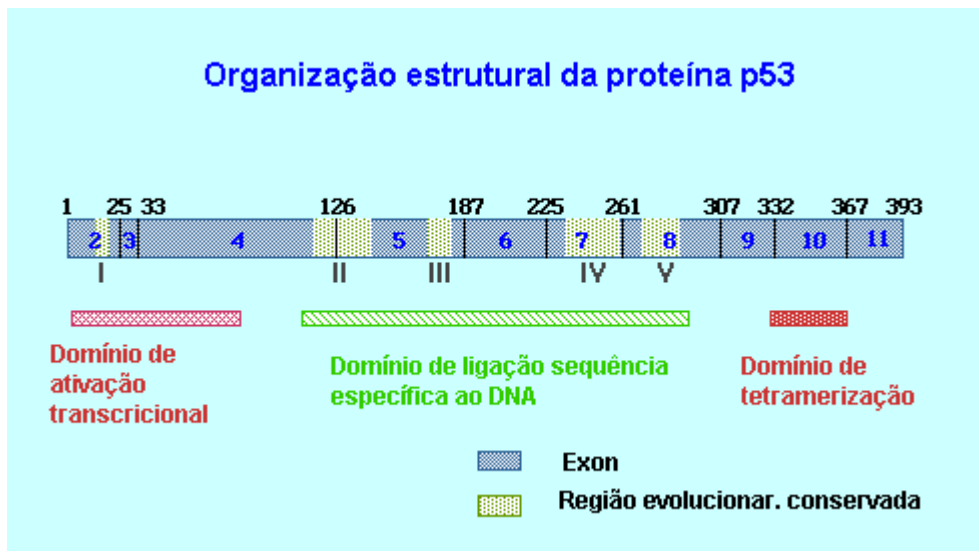 Organização estrutural da proteína p53
1 25 33 126 187 225 261 307 332 367 393
2 3 4 5 6 7 8 9 10 11
I II III IV V
Domínio de
ativação
transcricional
Domínio de ligação sequência
específica ao DNA
Domínio de
tetramerização
Exon
Região evolucionar. conservada